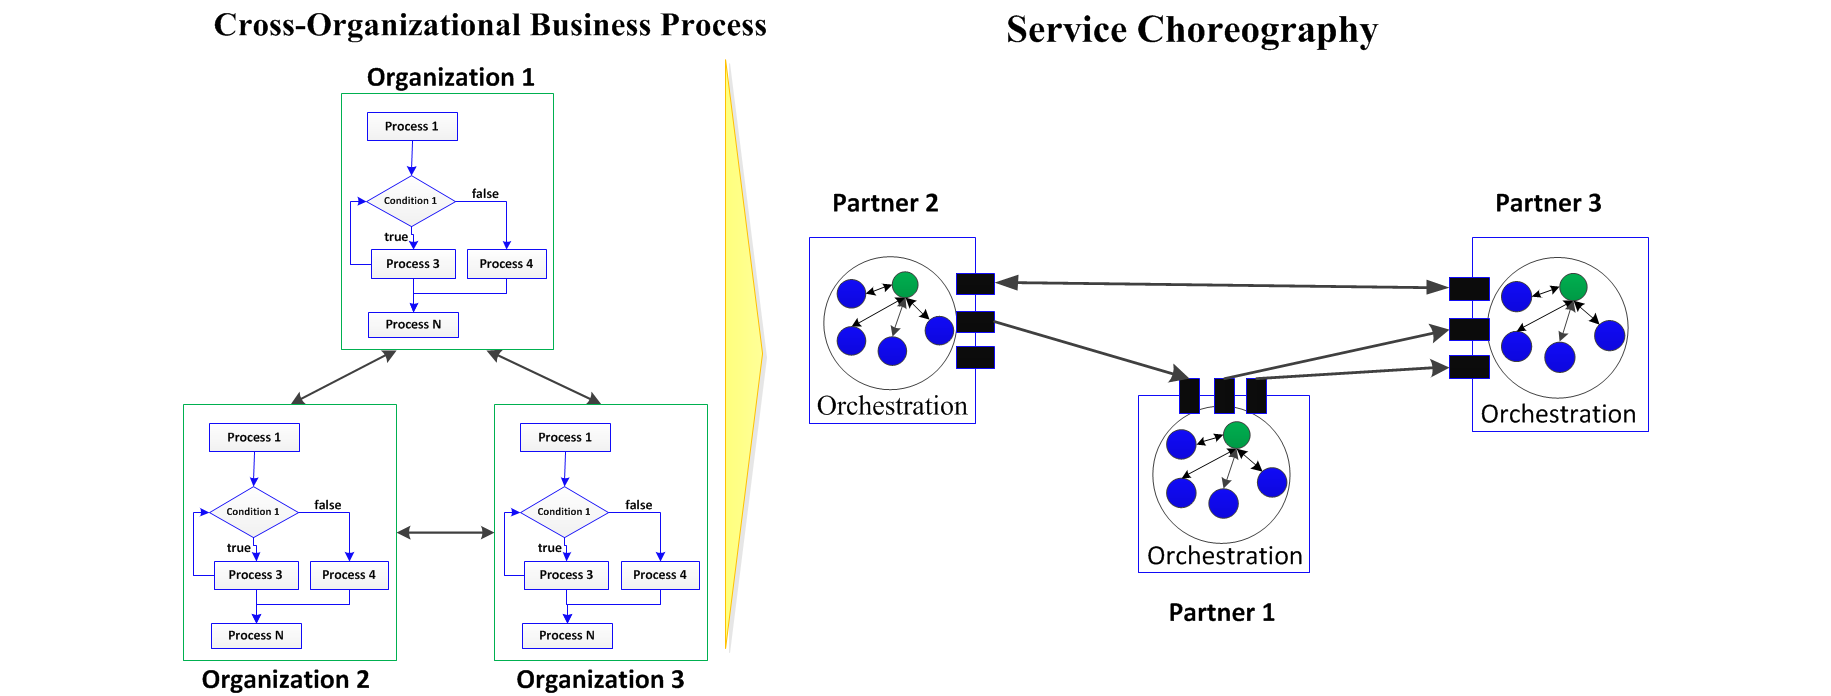 Cross-Organizational Business Process
Organization 1
Process 1
Condition 1
false
true
Process 3
Process 4
Process N
Process 1
Condition 1
false
true
Process 3
Process 4
Process N
Organization 2
Process 1
Condition 1
false
true
Process 3
Process 4
Process N
Organization 3
Service Choreography
Partner 2
Orchestration
Partner 3
Orchestration
Orchestration
Partner 1